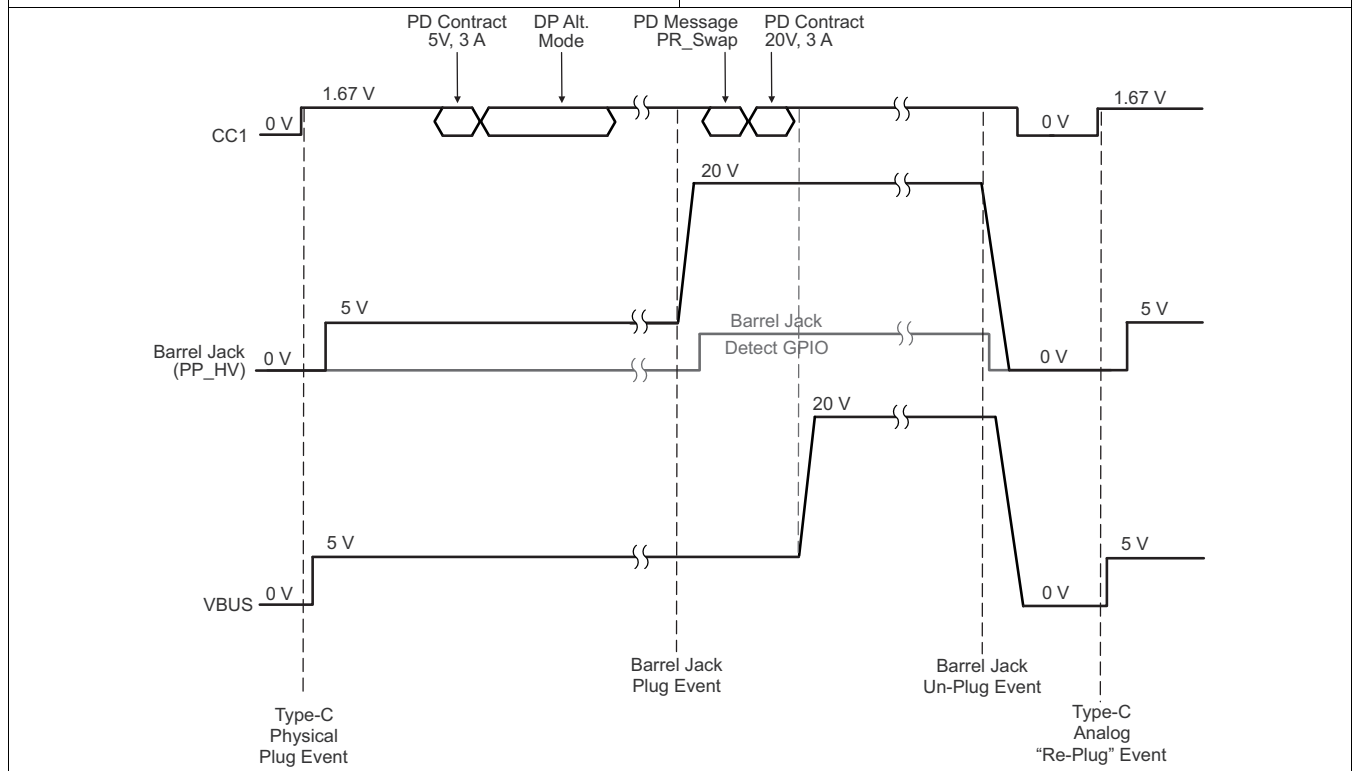 PD Contract
5V, 3 A
DP Alt.
Mode
PD Message
PR_Swap
PD Contract
20V, 3 A
CC1
0 V
1.67 V
0 V
1.67 V
20 V
5 V
Barrel Jack
(PP_HV)
0 V
Barrel Jack
Detect GPIO
0 V
5 V
20 V
5 V
VBUS
0 V
0 V
5 V
Barrel Jack
Plug Event
Barrel Jack
Un-Plug Event
Type-C
Physical
Plug Event
Type-C
Analog
“Re-Plug” Event